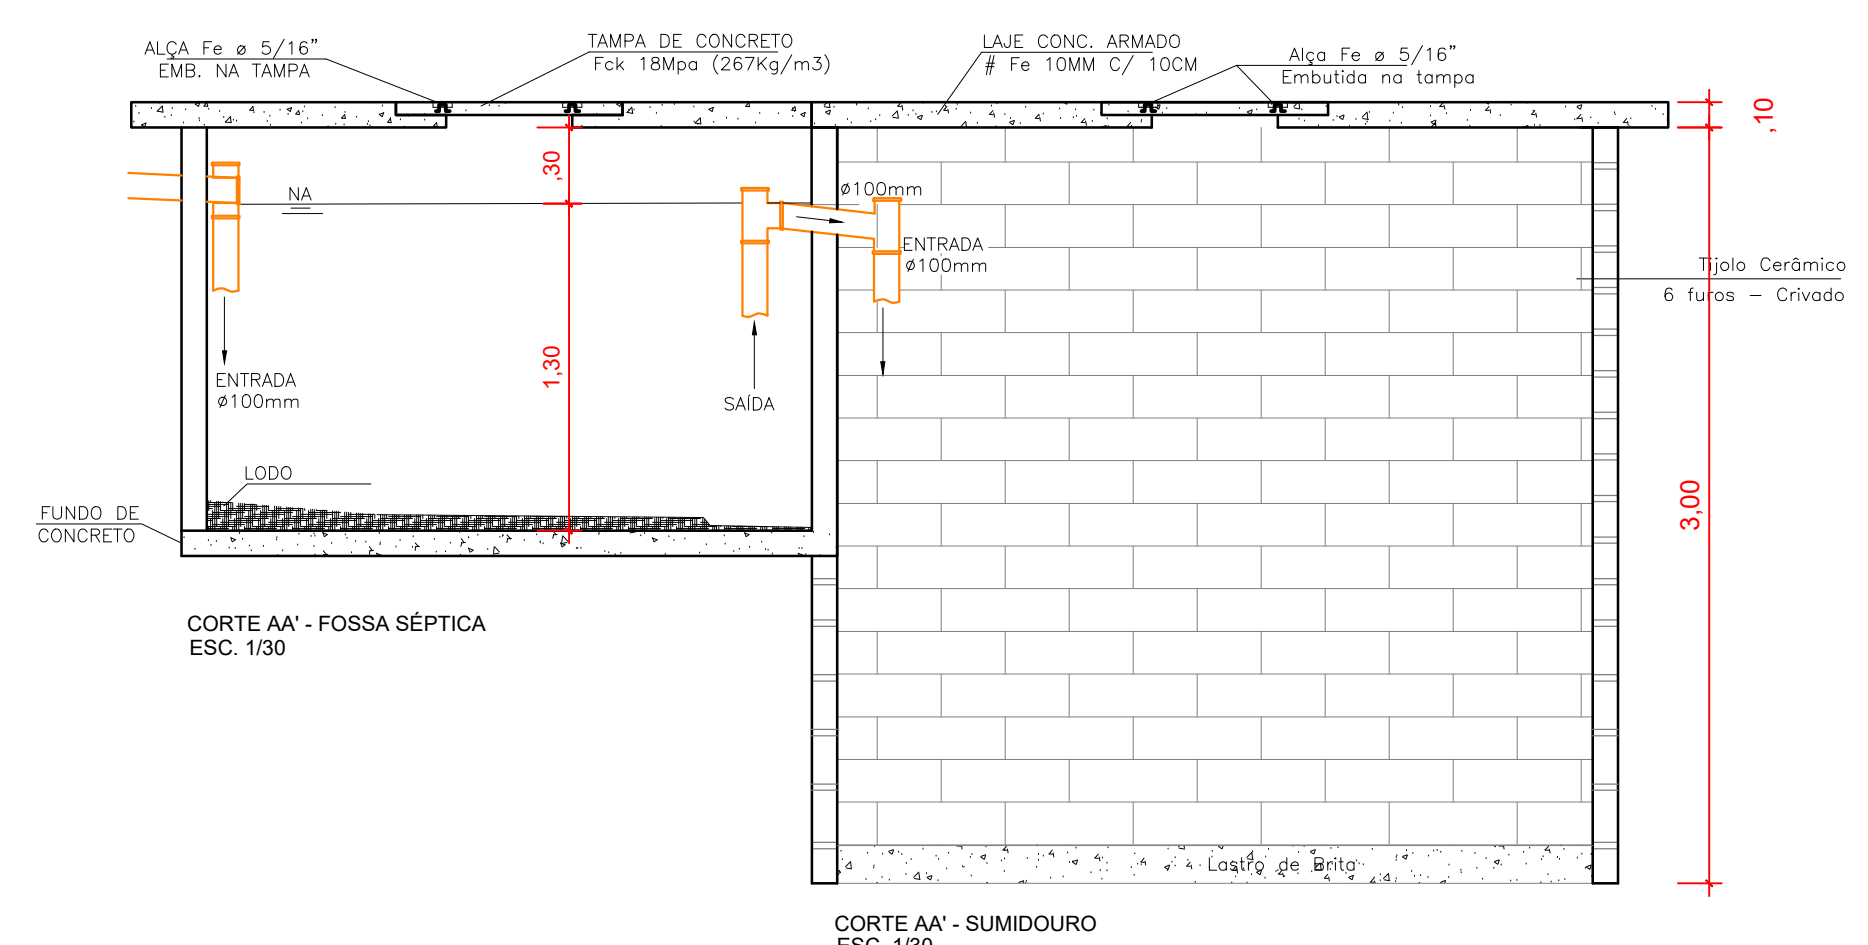 ALÇA Fe ø 5/16”
EMB. NA TAMPA
TAMPA DE CONCRETO
Fck 18Mpa (267Kg/m3)
LAJE CONC. ARMADO
# Fe 10MM C/ 10CM
Alça Fe ø 5/16”
Embutida na tampa
,10
,30
NA
ø100mm
ENTRADA
ø100mm
Tijolo Cerâmico
6 furos – Crivado
1,30
ENTRADA
ø100mm
SAÍDA
LODO
FUNDO DE
CONCRETO
3,00
CORTE AA' - FOSSA SÉPTICA
ESC. 1/30
Lastro de Brita
CORTE AA' - SUMIDOURO
ESC. 1/30